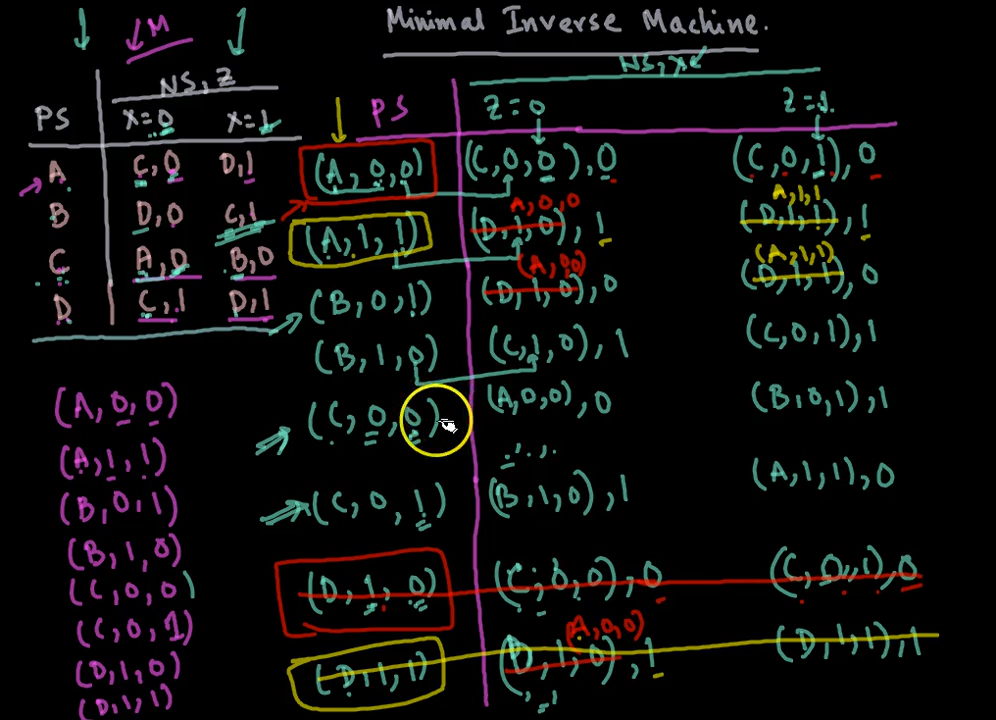 Minimal Inverse Machine.
M
NS, Z
PS X=0 X=1
A C,0 D,1
B D,0 C,1
C A,0 B,0
D C,1 D,1
(A,0,0)
(A,1,1)
(B,0,1)
(B,1,0)
(C,0,0)
(C,0,1)
(D,1,0)
(D,1,1)
NS, X
PS Z=0 Z=1
(A,0,0) (C,0,0),0 (C,0,1),0
A,0,0 A,1,1
(A,1,1) (D,1,0),1 (D,1,1),1
(A,0,0) (A,1,1)
(B,0,1) (D,1,0),0 (D,1,1),0
(B,1,0) (C,1,0),1 (C,0,1),1
(C,0,0) (A,0,0),0 (B,0,1),1
(C,0,1) (B,1,0),1 (A,1,1),0
(D,1,0) (C,0,0),0 (C,0,1),0
(A,0,0)
(D,1,1) (D,1,0),1 (D,1,1),1